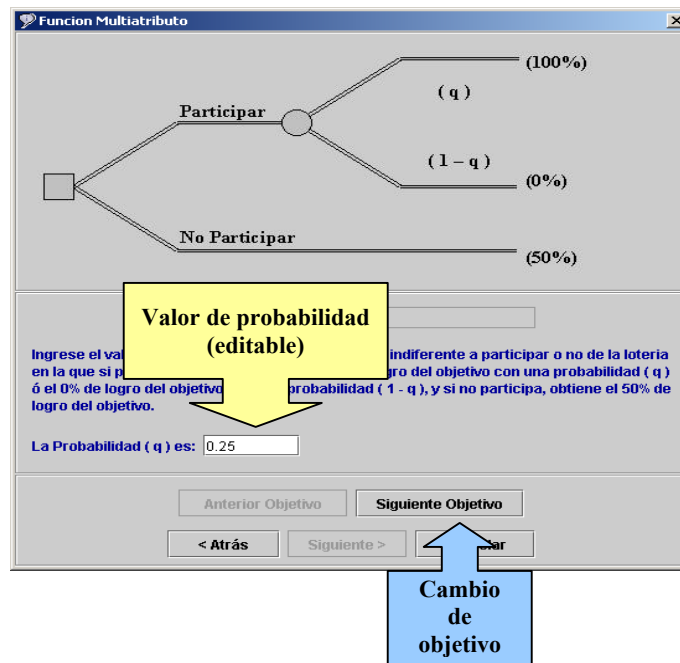 Funcion Multiatributo
(100%)
( q )
Participar
( 1 – q )
(0%)
No Participar
(50%)
Valor de probabilidad
(editable)
Ingrese el indiferente a participar o no de la loteria
en la que si del objetivo con una probabilidad ( q )
ó el 0% de logro del objetivo probabilidad ( 1 - q ), y si no participa, obtiene el 50% de
logro del objetivo.
La Probabilidad ( q ) es: 0.25
Anterior Objetivo Siguiente Objetivo
< Atrás Siguiente >
Cambio
de
objetivo